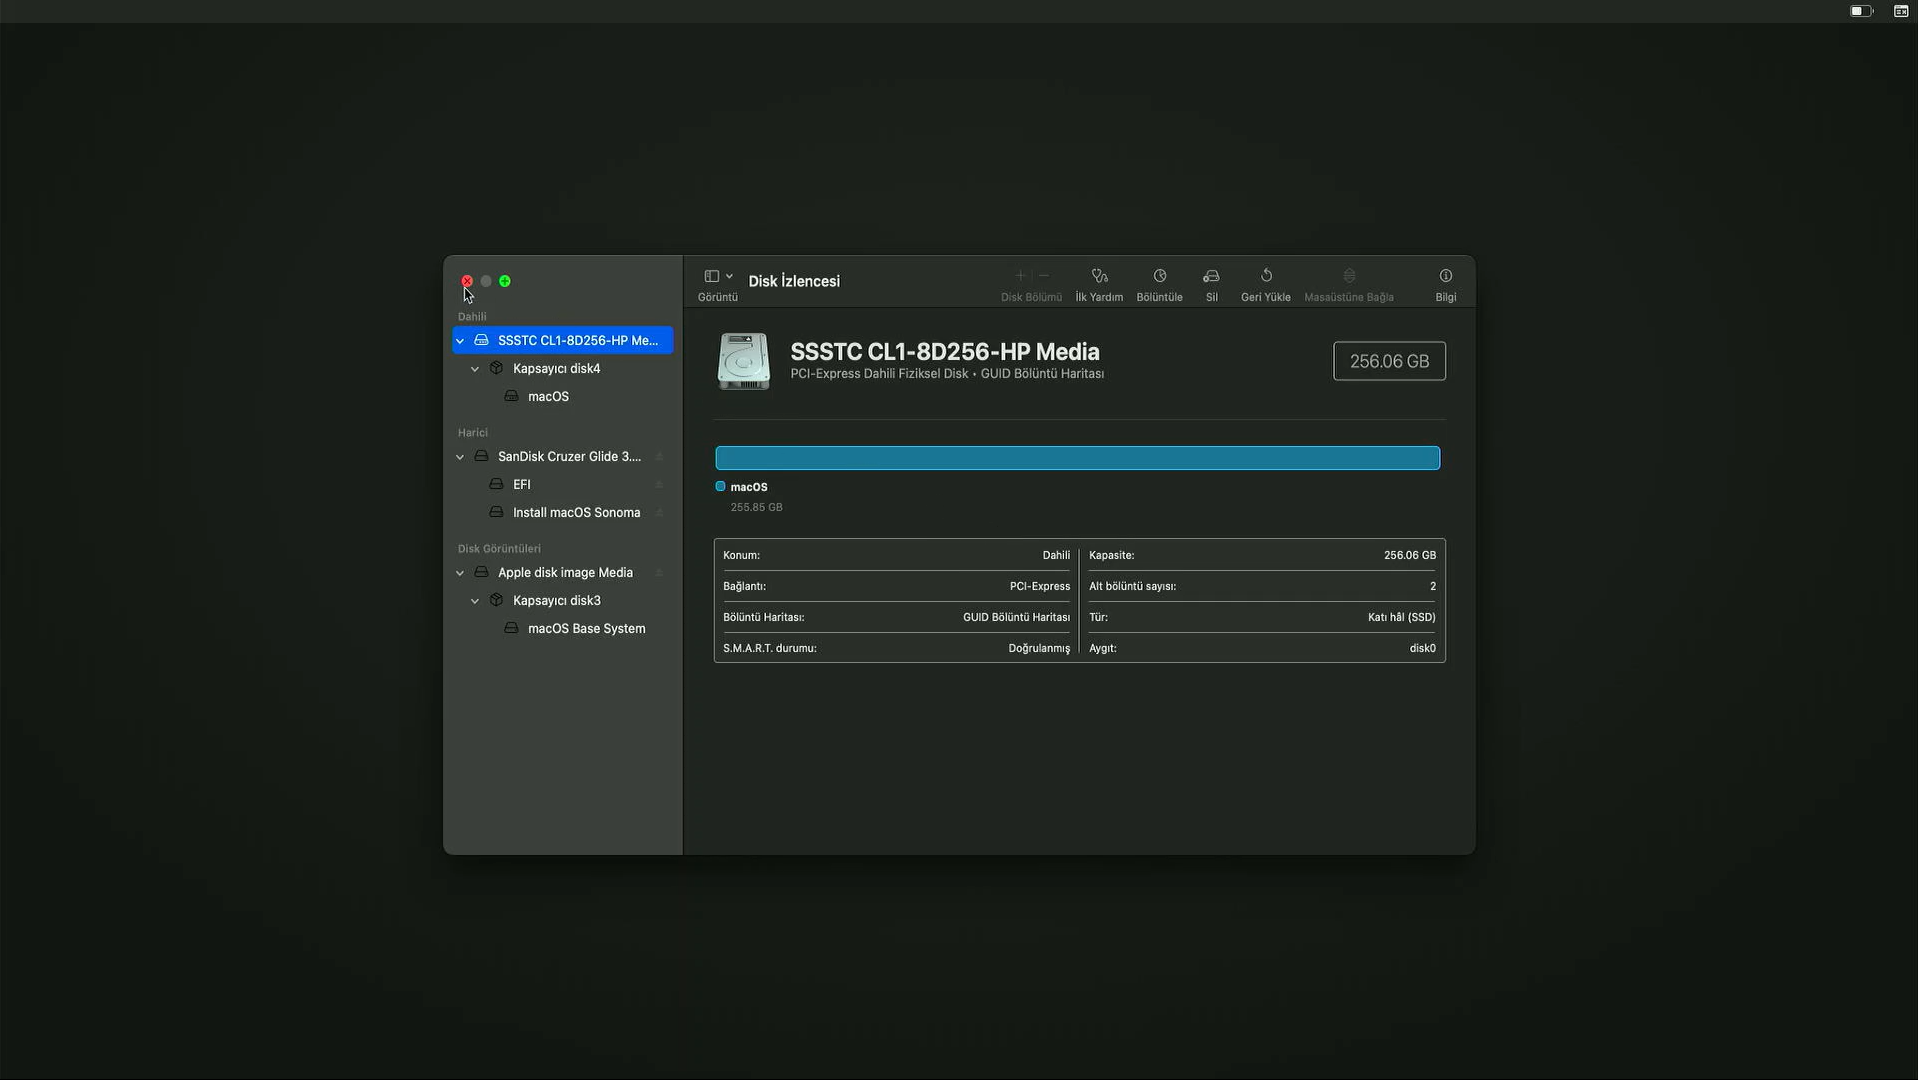 Görüntü
Disk İzlencesi
Disk Bölümü
İlk Yardım
Bölüntüle
Sil
Geri Yükle
Masaüstüne Bağla
Bilgi
Dahili
SSSTC CL1-8D256-HP Me...
Kapsayıcı disk4
macOS
Harici
SanDisk Cruzer Glide 3....
EFI
Install macOS Sonoma
Disk Görüntüleri
Apple disk image Media
Kapsayıcı disk3
macOS Base System
SSSTC CL1-8D256-HP Media
PCI-Express Dahili Fiziksel Disk • GUID Bölüntü Haritası
256.06 GB
macOS
255.85 GB
Konum: Dahili
Bağlantı: PCI-Express
Bölüntü Haritası: GUID Bölüntü Haritası
S.M.A.R.T. durumu: Doğrulanmış
Kapasite: 256.06 GB
Alt bölüntü sayısı: 2
Tür: Katı hâl (SSD)
Aygıt: disk0